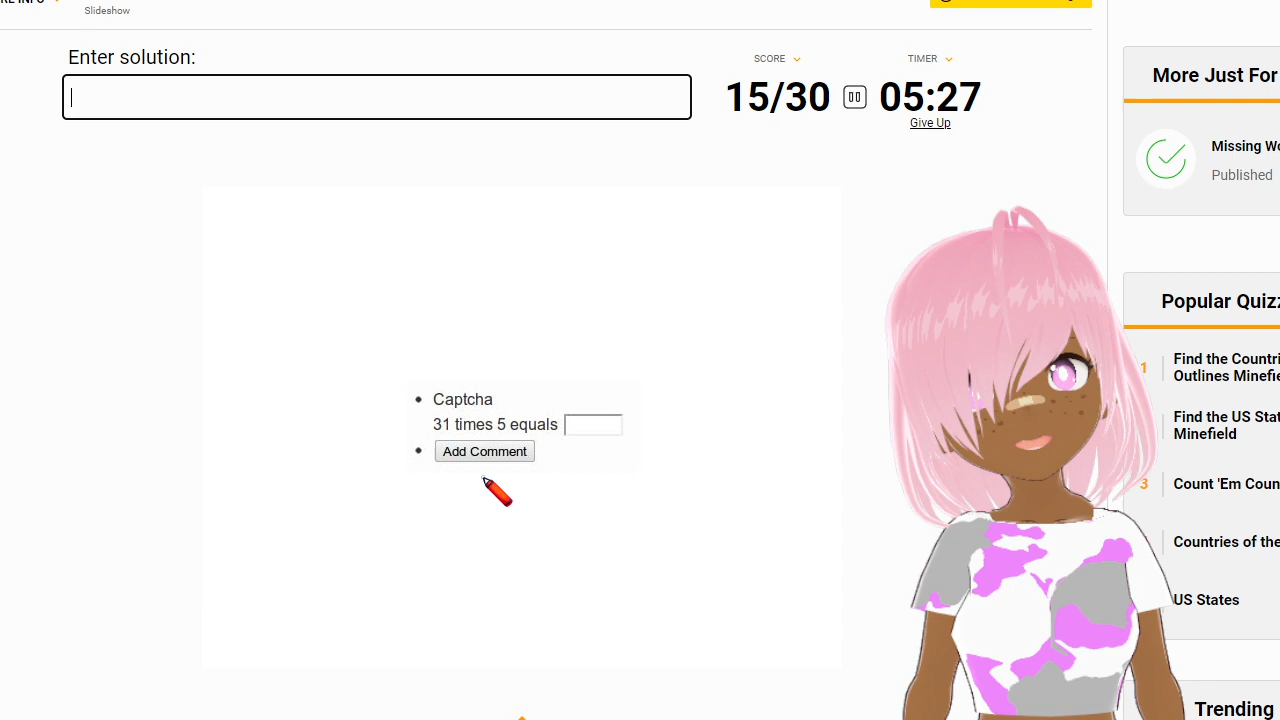 Slideshow
Enter solution:
SCORE
TIMER
15/30
05:27
Give Up
Captcha
31 times 5 equals
Add Comment
More Just For
Missing Wo
Published
Popular Quizz
1
Find the Countri
Outlines Minefie
Find the US Stat
Minefield
3
Count 'Em Coun
Countries of the
US States
Trending